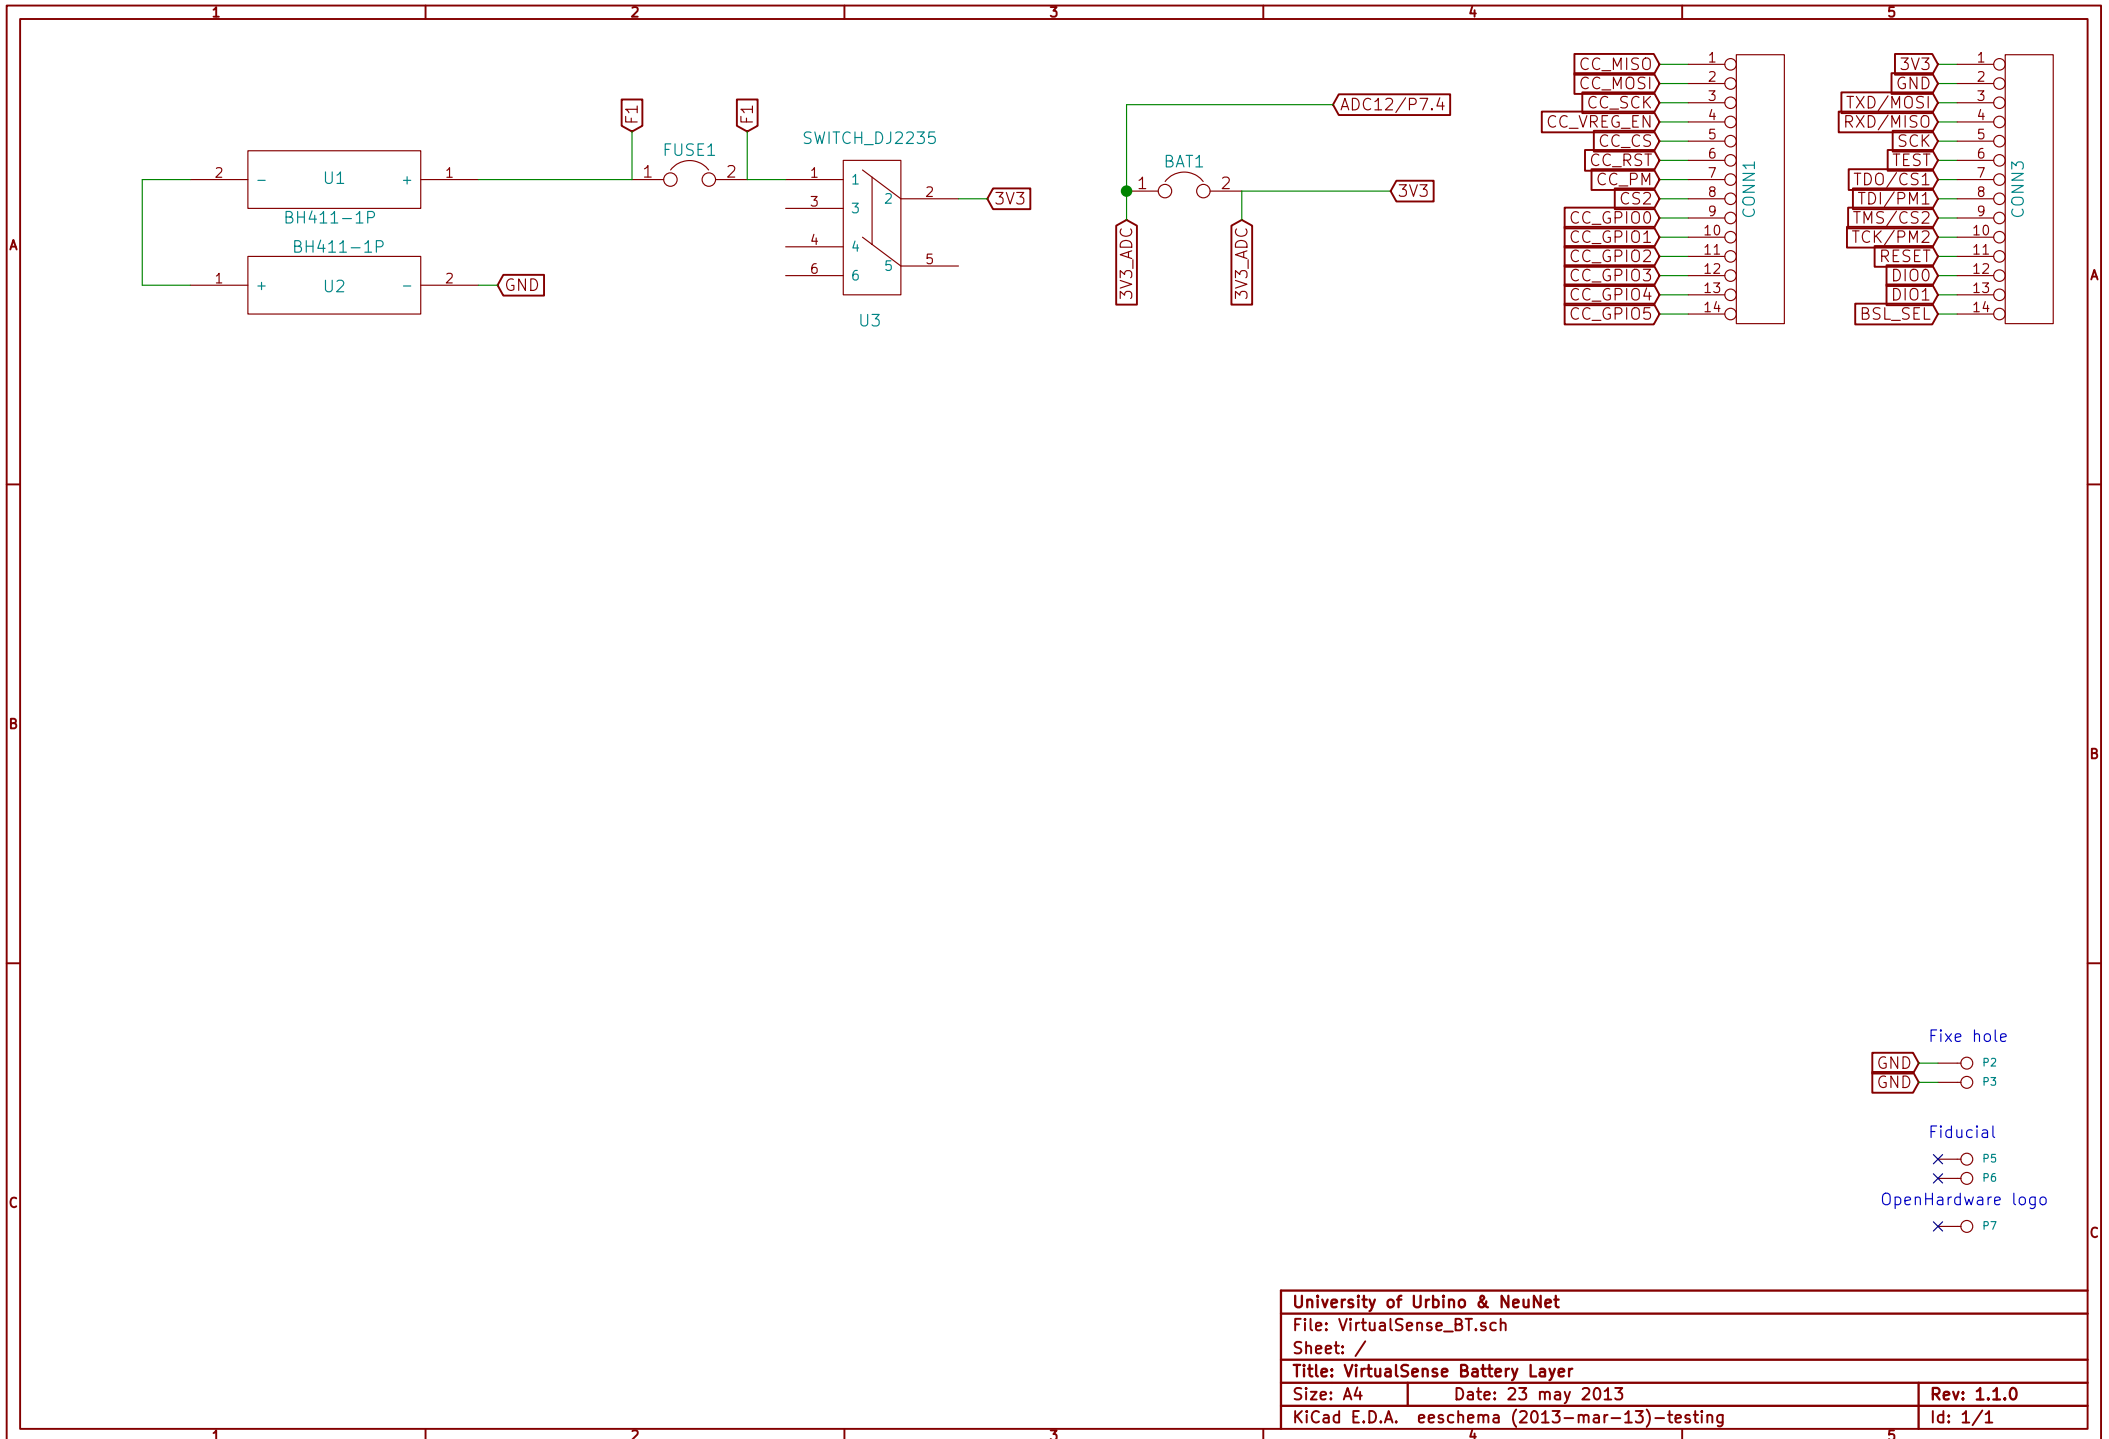 1 2 3 4 5
A
B
C
A
B
C
2 - U1 + 1
BH411-1P
BH411-1P
1 + U2 - 2 GND
F1 F1
1 FUSE1 2
SWITCH_DJ2235
1 1
3 3
4 4
6 6
2 2 3V3
5 5
U3
ADC12/P7.4
BAT1
1 2 3V3
3V3_ADC 3V3_ADC
CC_MISO 1
CC_MOSI 2
CC_SCK 3
CC_VREG_EN 4
CC_CS 5
CC_RST 6
CC_PM 7
CS2 8
CC_GPIO0 9
CC_GPIO1 10
CC_GPIO2 11
CC_GPIO3 12
CC_GPIO4 13
CC_GPIO5 14
CONN1
3V3 1
GND 2
TXD/MOSI 3
RXD/MISO 4
SCK 5
TEST 6
TDO/CS1 7
TDI/PM1 8
TMS/CS2 9
TCK/PM2 10
RESET 11
DIO0 12
DIO1 13
BSL_SEL 14
CONN3
Fixe hole
GND P2
GND P3
Fiducial
P5
P6
OpenHardware logo
P7
University of Urbino & NeuNet
File: VirtualSense_BT.sch
Sheet: /
Title: VirtualSense Battery Layer
Size: A4 Date: 23 may 2013 Rev: 1.1.0
KiCad E.D.A. eeschema (2013-mar-13)-testing Id: 1/1
1 2 3 4 5